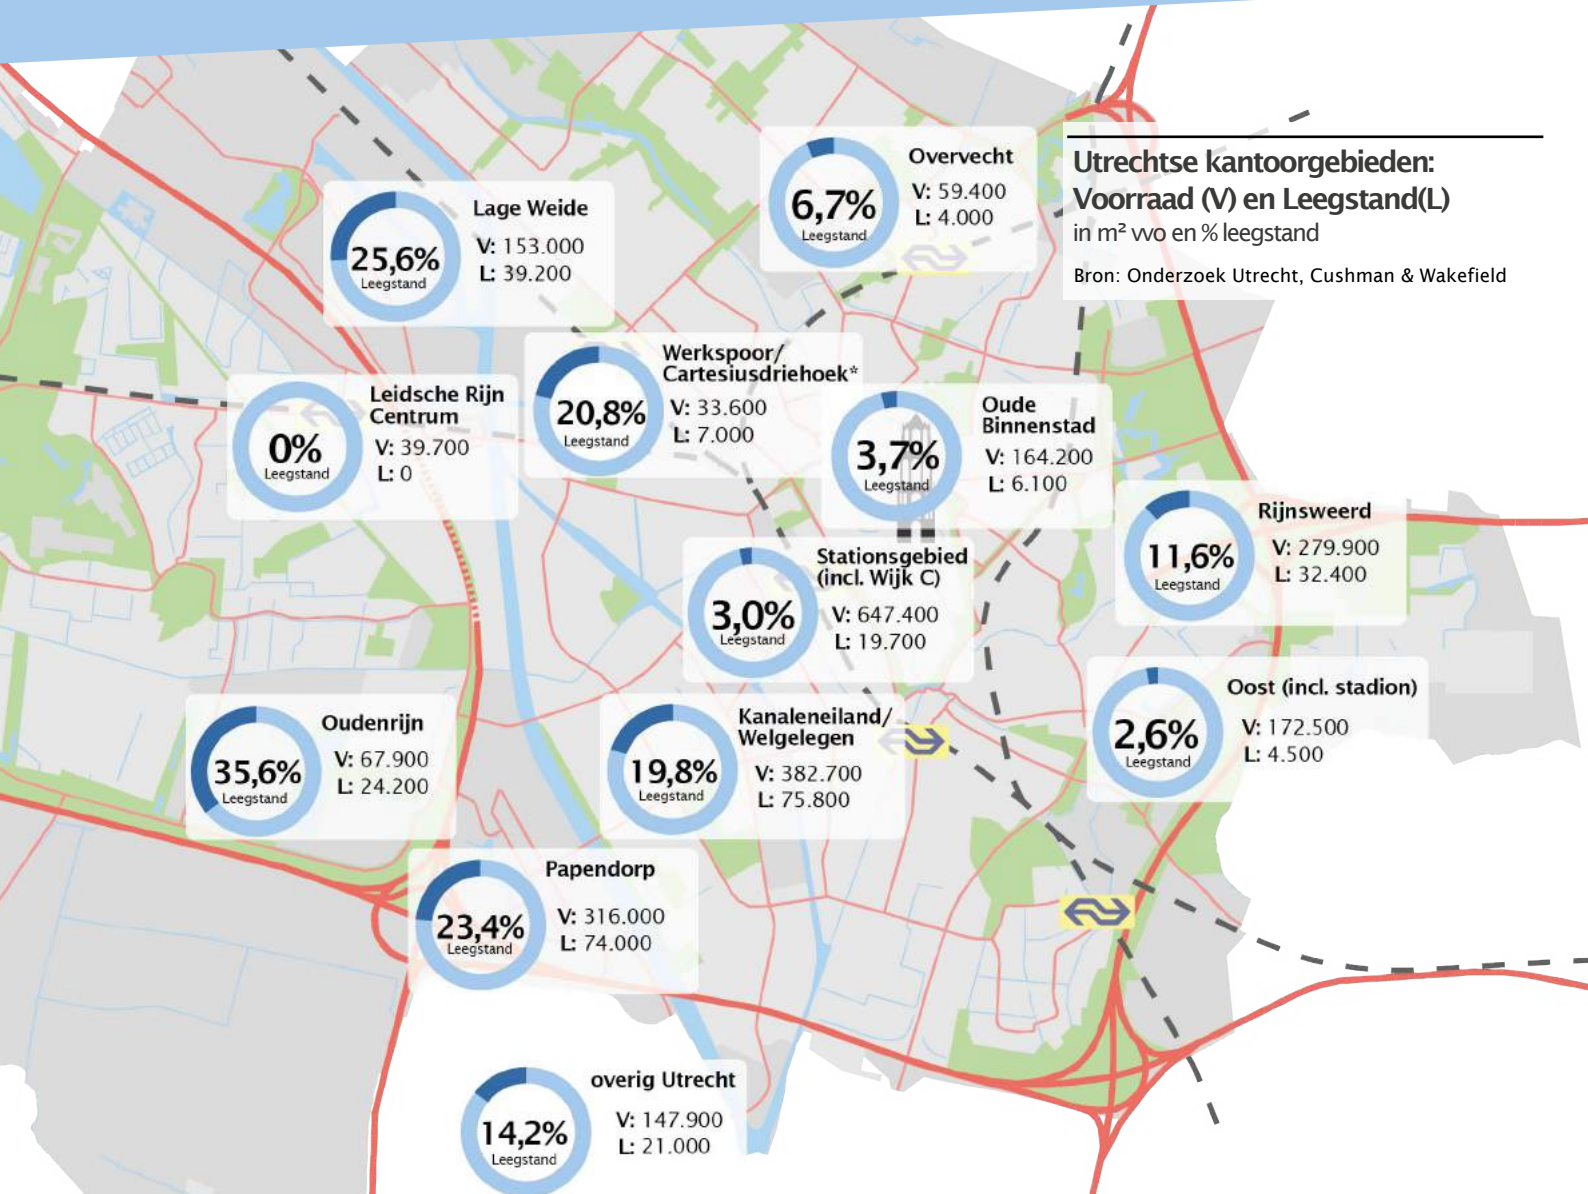 Utrechtse kantoorgebieden:
Voorraad (V) en Leegstand(L)
in m² vvo en % leegstand
Bron: Onderzoek Utrecht, Cushman & Wakefield
Overvecht
V: 59.400
L: 4.000
6,7%
Leegstand
Lage Weide
V: 153.000
L: 39.200
25,6%
Leegstand
Werkspoor/
Cartesiusdriehoek*
V: 33.600
L: 7.000
20,8%
Leegstand
Leidsche Rijn
Centrum
V: 39.700
L: 0
0%
Leegstand
Oude
Binnenstad
V: 164.200
L: 6.100
3,7%
Leegstand
Rijnsweerd
V: 279.900
L: 32.400
11,6%
Leegstand
Stationsgebied
(incl. Wijk C)
V: 647.400
L: 19.700
3,0%
Leegstand
Oost (incl. stadion)
V: 172.500
L: 4.500
2,6%
Leegstand
Oudenrijn
V: 67.900
L: 24.200
35,6%
Leegstand
Kanaleneiland/
Welgelegen
V: 382.700
L: 75.800
19,8%
Leegstand
Papendorp
V: 316.000
L: 74.000
23,4%
Leegstand
overig Utrecht
V: 147.900
L: 21.000
14,2%
Leegstand